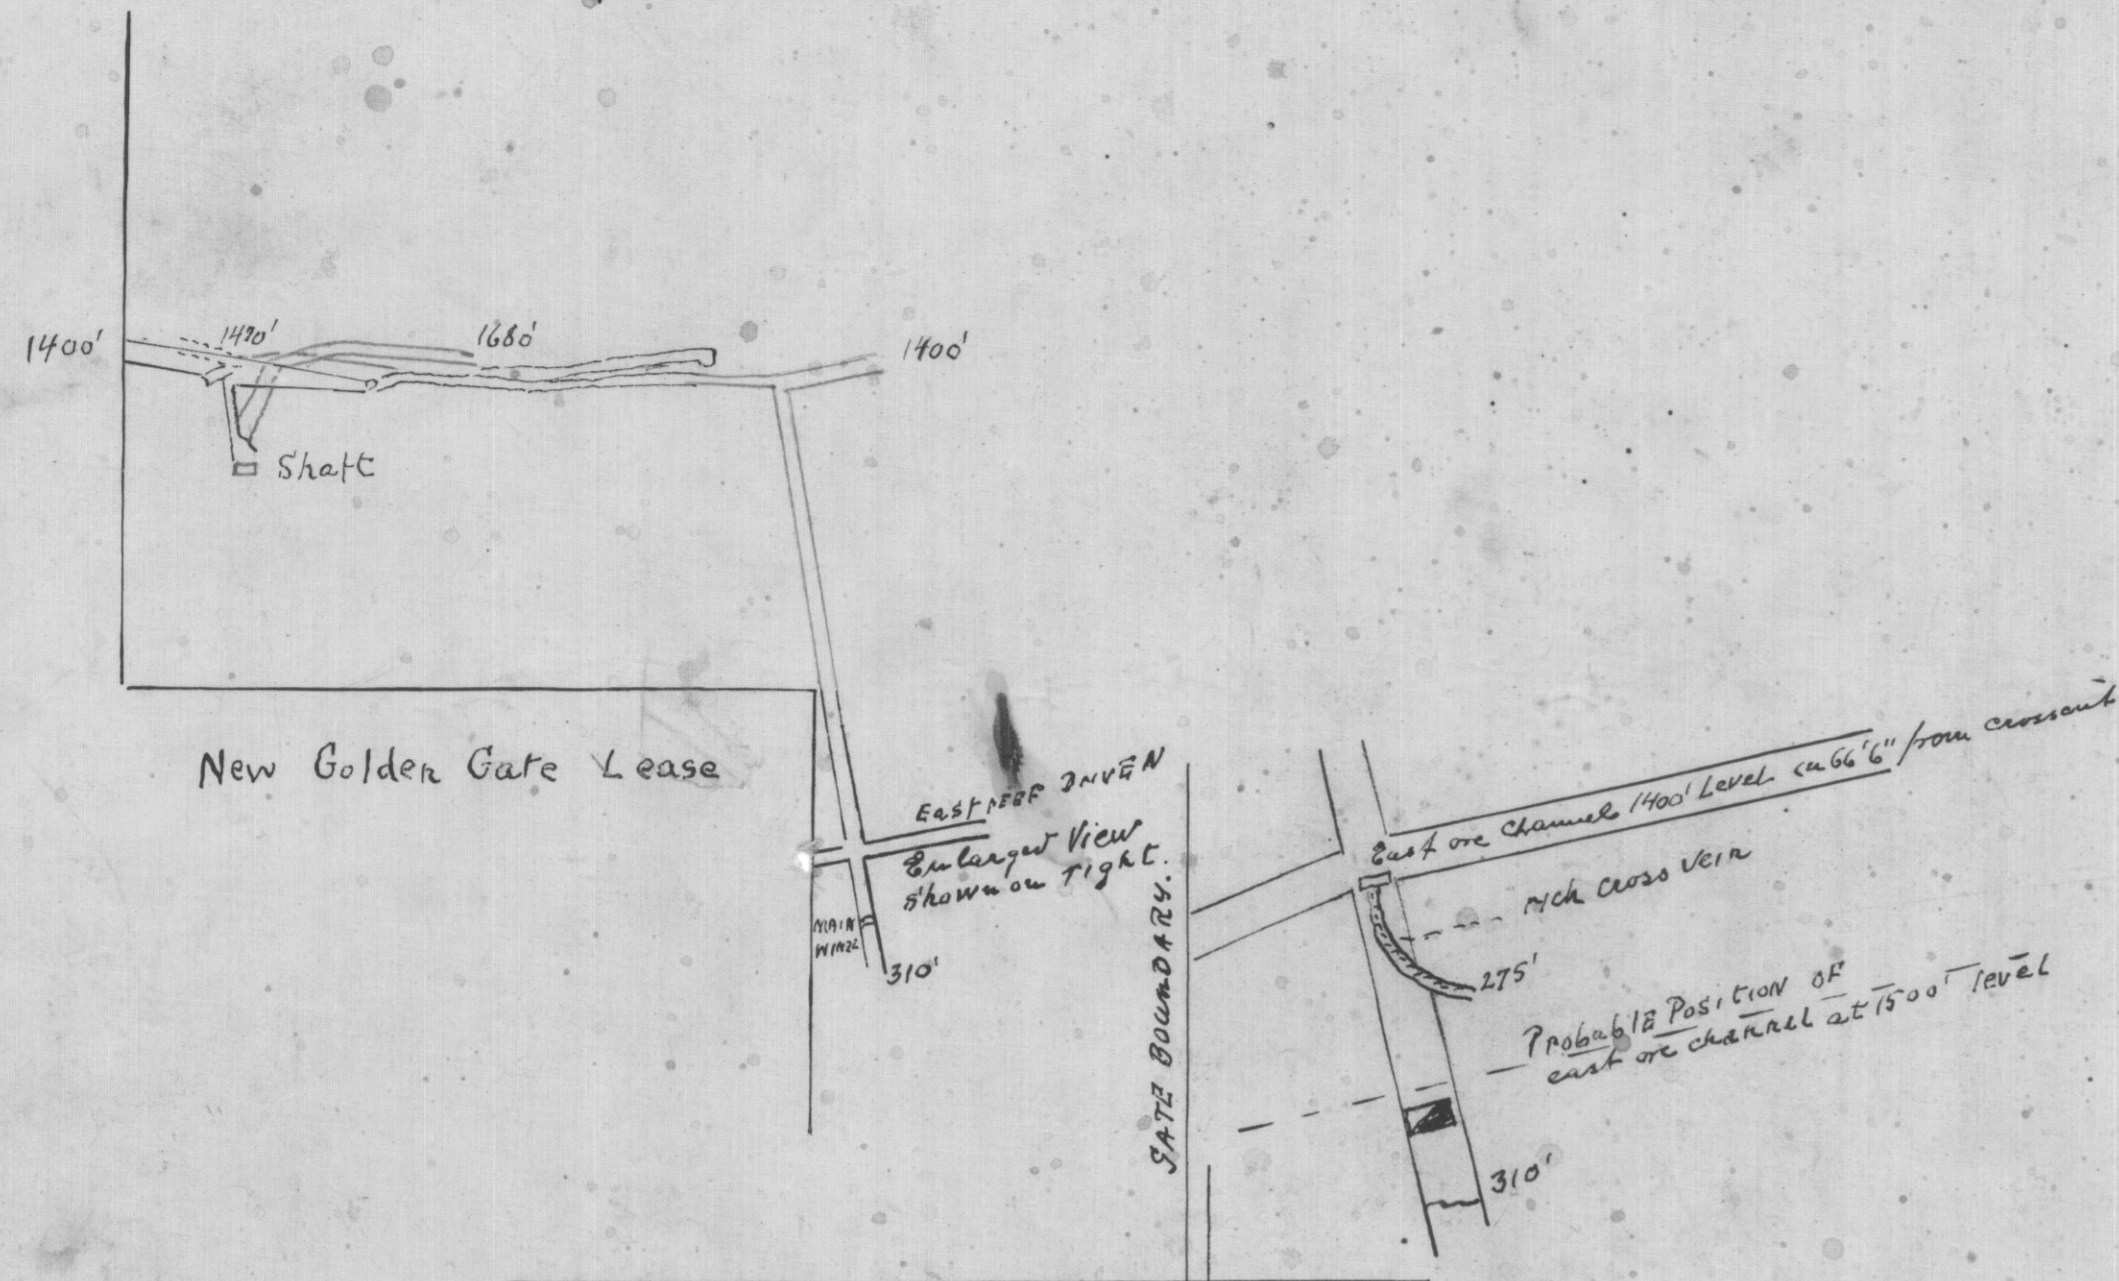 1400'
1470'
1680'
1400'
Shaft
New Golden Gate Lease
East reef Driven
Enlarged View
shown on right.
MAIN
WINZE
310'
GATE BOUNDARY.
East ore channel 1400' Level on 66'6" from crosscut
rich cross vein
275'
Probable Position of
east ore channel at 1500' level
310'